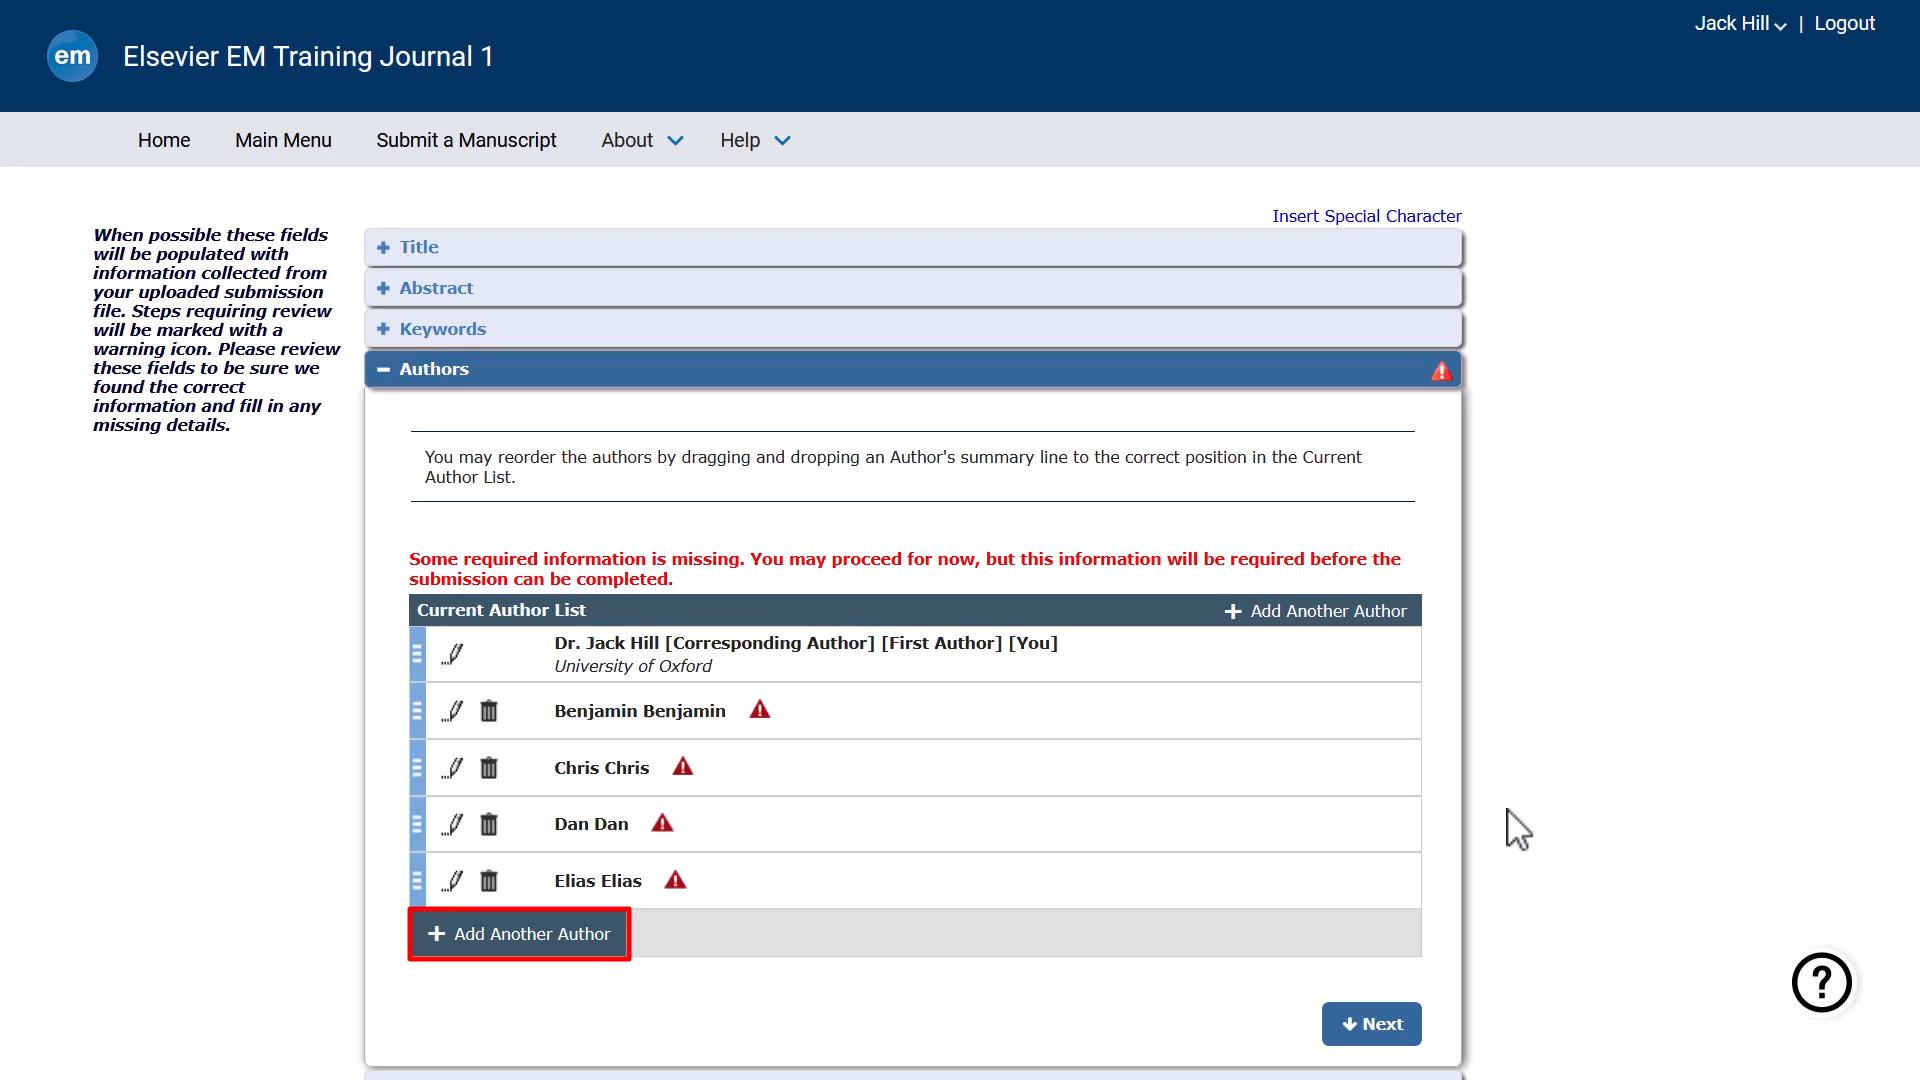 em
Elsevier EM Training Journal 1
Jack Hill | Logout
Home
Main Menu
Submit a Manuscript
About
Help
When possible these fields
will be populated with
information collected from
your uploaded submission
file. Steps requiring review
will be marked with a
warning icon. Please review
these fields to be sure we
found the correct
information and fill in any
missing details.
Insert Special Character
Title
Abstract
Keywords
Authors
You may reorder the authors by dragging and dropping an Author's summary line to the correct position in the Current
Author List.
Some required information is missing. You may proceed for now, but this information will be required before the
submission can be completed.
Current Author List
+ Add Another Author
Dr. Jack Hill [Corresponding Author] [First Author] [You]
University of Oxford
Benjamin Benjamin
Chris Chris
Dan Dan
Elias Elias
+ Add Another Author
?
Next